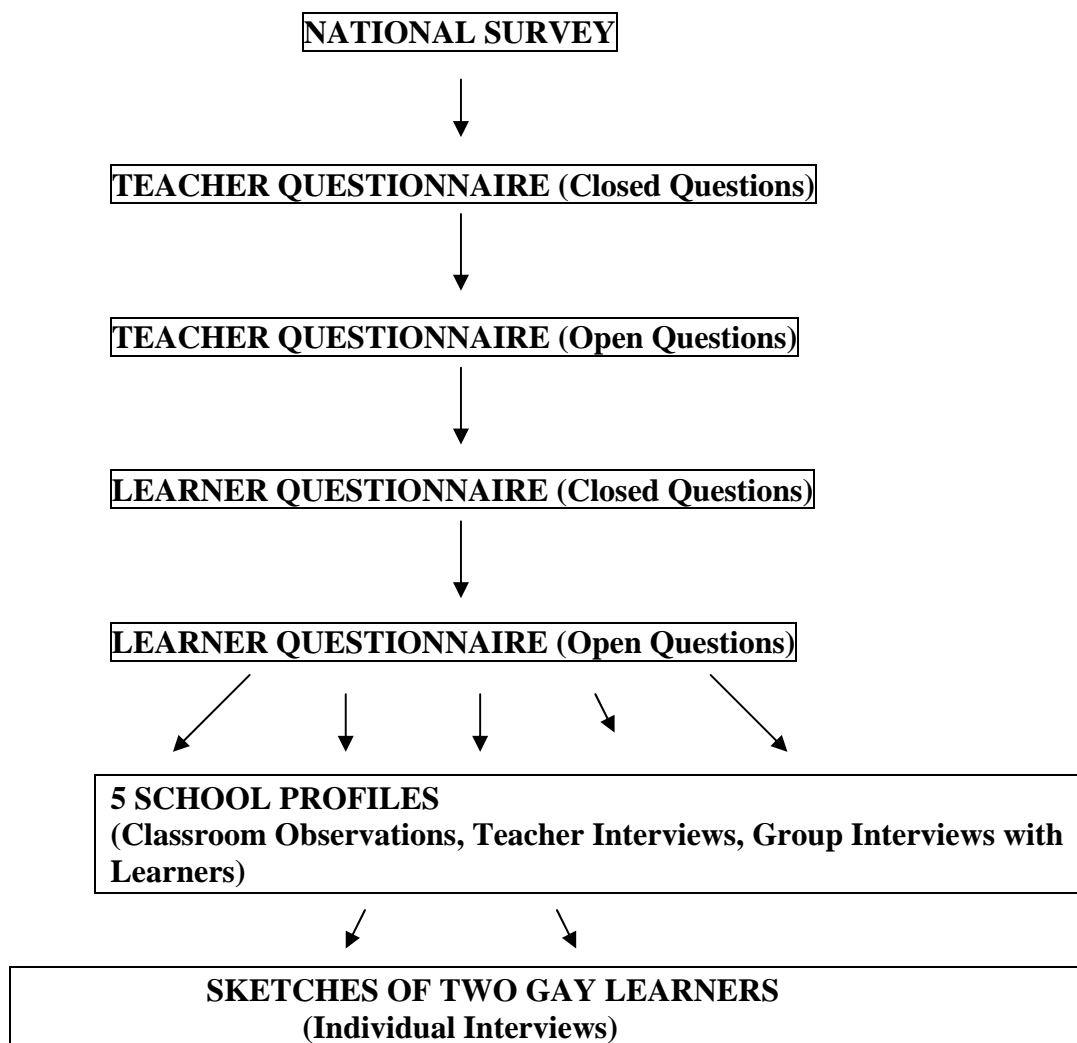 NATIONAL SURVEY
TEACHER QUESTIONNAIRE (Closed Questions)
TEACHER QUESTIONNAIRE (Open Questions)
LEARNER QUESTIONNAIRE (Closed Questions)
LEARNER QUESTIONNAIRE (Open Questions)
5 SCHOOL PROFILES
(Classroom Observations, Teacher Interviews, Group Interviews with
Learners)
SKETCHES OF TWO GAY LEARNERS
(Individual Interviews)